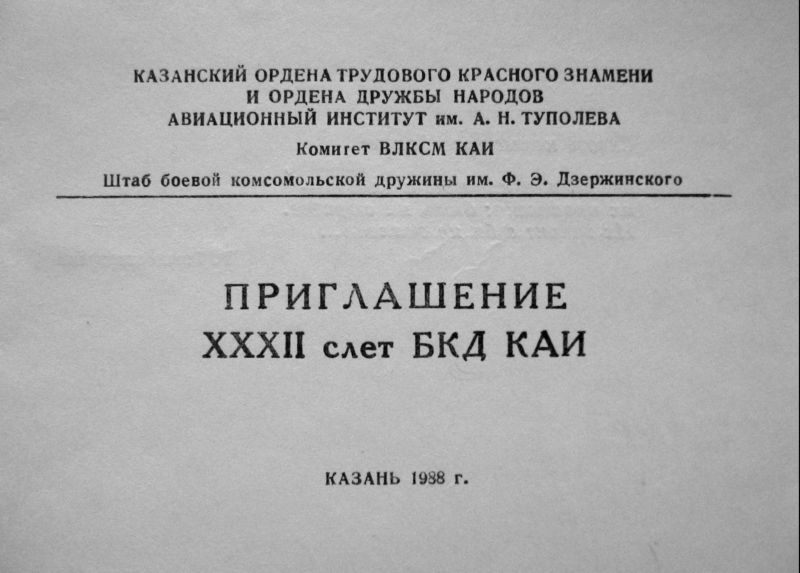 КАЗАНСКИЙ ОРДЕНА ТРУДОВОГО КРАСНОГО ЗНАМЕНИ
И ОРДЕНА ДРУЖБЫ НАРОДОВ
АВИАЦИОННЫЙ ИНСТИТУТ им. А. Н. ТУПОЛЕВА
Комитет ВЛКСМ КАИ
Штаб боевой комсомольской дружины им. Ф. Э. Дзержинского
ПРИГЛАШЕНИЕ
XXXII слет БКД КАИ
КАЗАНЬ 1988 г.